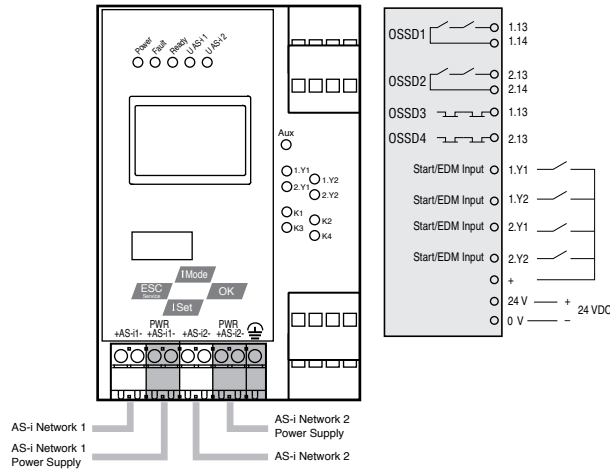 Power Fault Ready U AS-i 1 U AS-i 2
Aux
1.Y1 1.Y2
2.Y1 2.Y2
K1 K2
K3 K4
I Mode
ESC
Service
OK
I Set
PWR PWR
+AS-i1- +AS-i1- +AS-i2- +AS-i2-
AS-i Network 1
AS-i Network 1
Power Supply
AS-i Network 2
Power Supply
AS-i Network 2
OSSD1 1.13
1.14
OSSD2 2.13
2.14
OSSD3 1.13
OSSD4 2.13
Start/EDM Input 1.Y1
Start/EDM Input 1.Y2
Start/EDM Input 2.Y1
Start/EDM Input 2.Y2
+
24 V + 24 VDC
0 V –